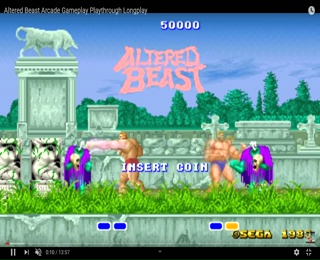 Altered Beast Arcade Gameplay Playthrough Longplay
50000
ALTERED
BEAST
INSERT COIN
©SEGA 1988
0:10 / 13:57